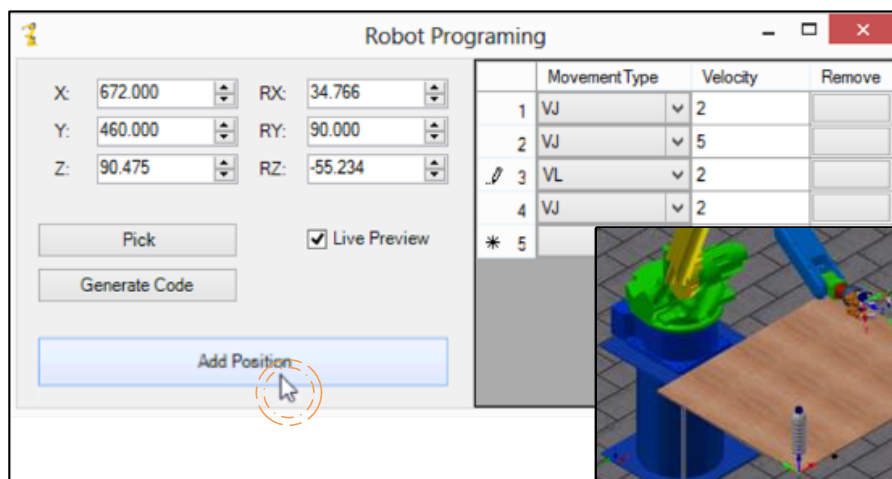 Robot Programing
X: 672.000 RX: 34.766
Y: 460.000 RY: 90.000
Z: 90.475 RZ: -55.234
Pick
Live Preview
Generate Code
Add Position
MovementType Velocity Remove
1 VJ 2
2 VJ 5
3 VL 2
4 VJ 2
5